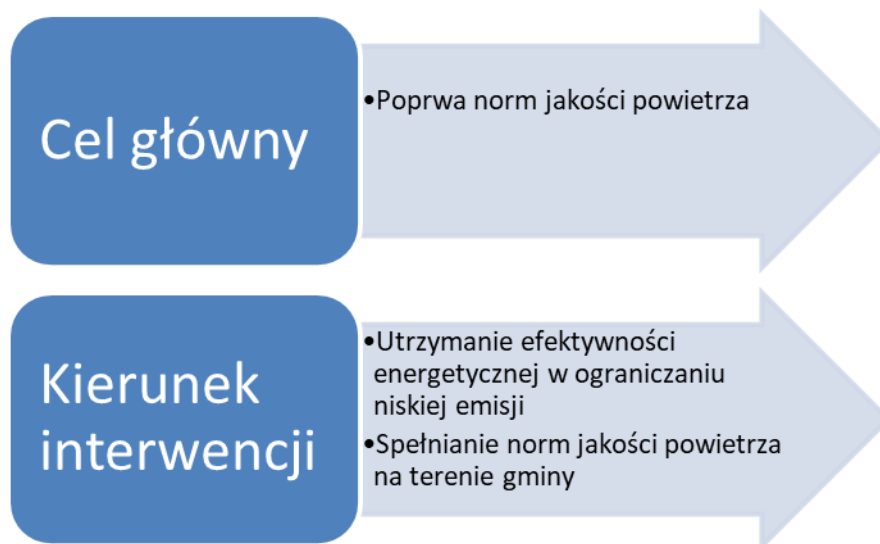 Cel główny
•Poprwa norm jakości powietrza
Kierunek
interwencji
•Utrzymanie efektywności
energetycznej w ograniczaniu
niskiej emisji
•Spełnianie norm jakości powietrza
na terenie gminy